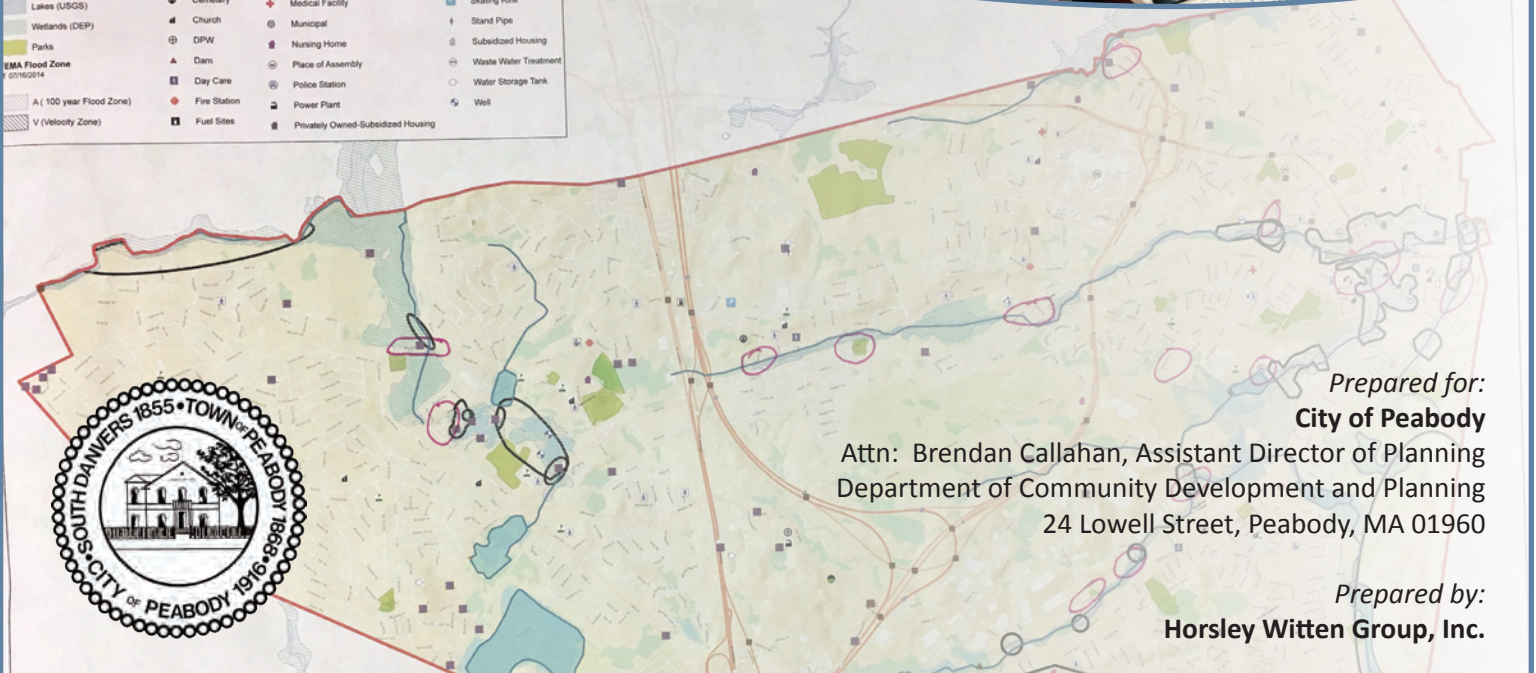 Lakes (USGS)
Wetlands (DEP)
Parks
EMA Flood Zone
07/16/2014
A ( 100 year Flood Zone)
V (Velocity Zone)
Cemetery
Church
DPW
Dam
Day Care
Fire Station
Fuel Sites
Medical Facility
Municipal
Nursing Home
Place of Assembly
Police Station
Power Plant
Privately Owned-Subsidized Housing
Skating Rink
Stand Pipe
Subsidized Housing
Waste Water Treatment
Water Storage Tank
Well
SOUTH DANVERS 1855 • TOWN OF PEABODY 1868 • CITY OF PEABODY 1916 •
Prepared for:
City of Peabody
Attn: Brendan Callahan, Assistant Director of Planning
Department of Community Development and Planning
24 Lowell Street, Peabody, MA 01960
Prepared by:
Horsley Witten Group, Inc.